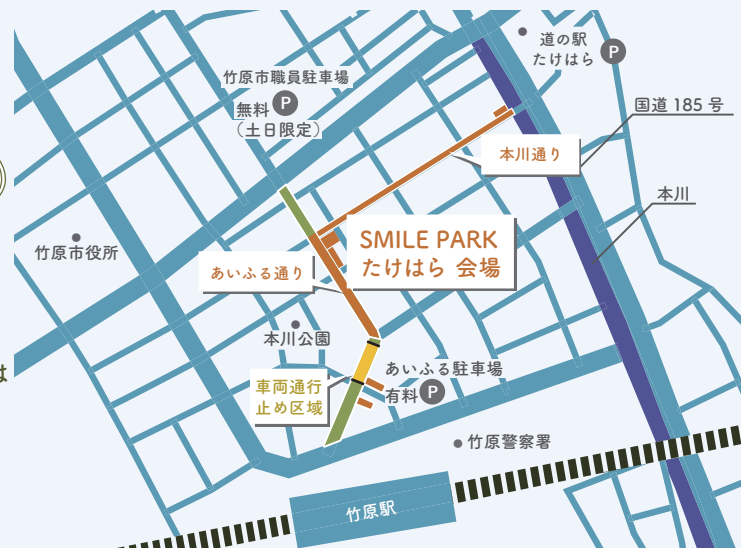 道の駅
たけはら
P
竹原市職員駐車場
無料 P
（土日限定）
国道 185 号
本川通り
本川
竹原市役所
SMILE PARK
たけはら 会場
あいふる通り
本川公園
は
あいふる駐車場
有料 P
車両通行
止め区域
竹原警察署
竹原駅